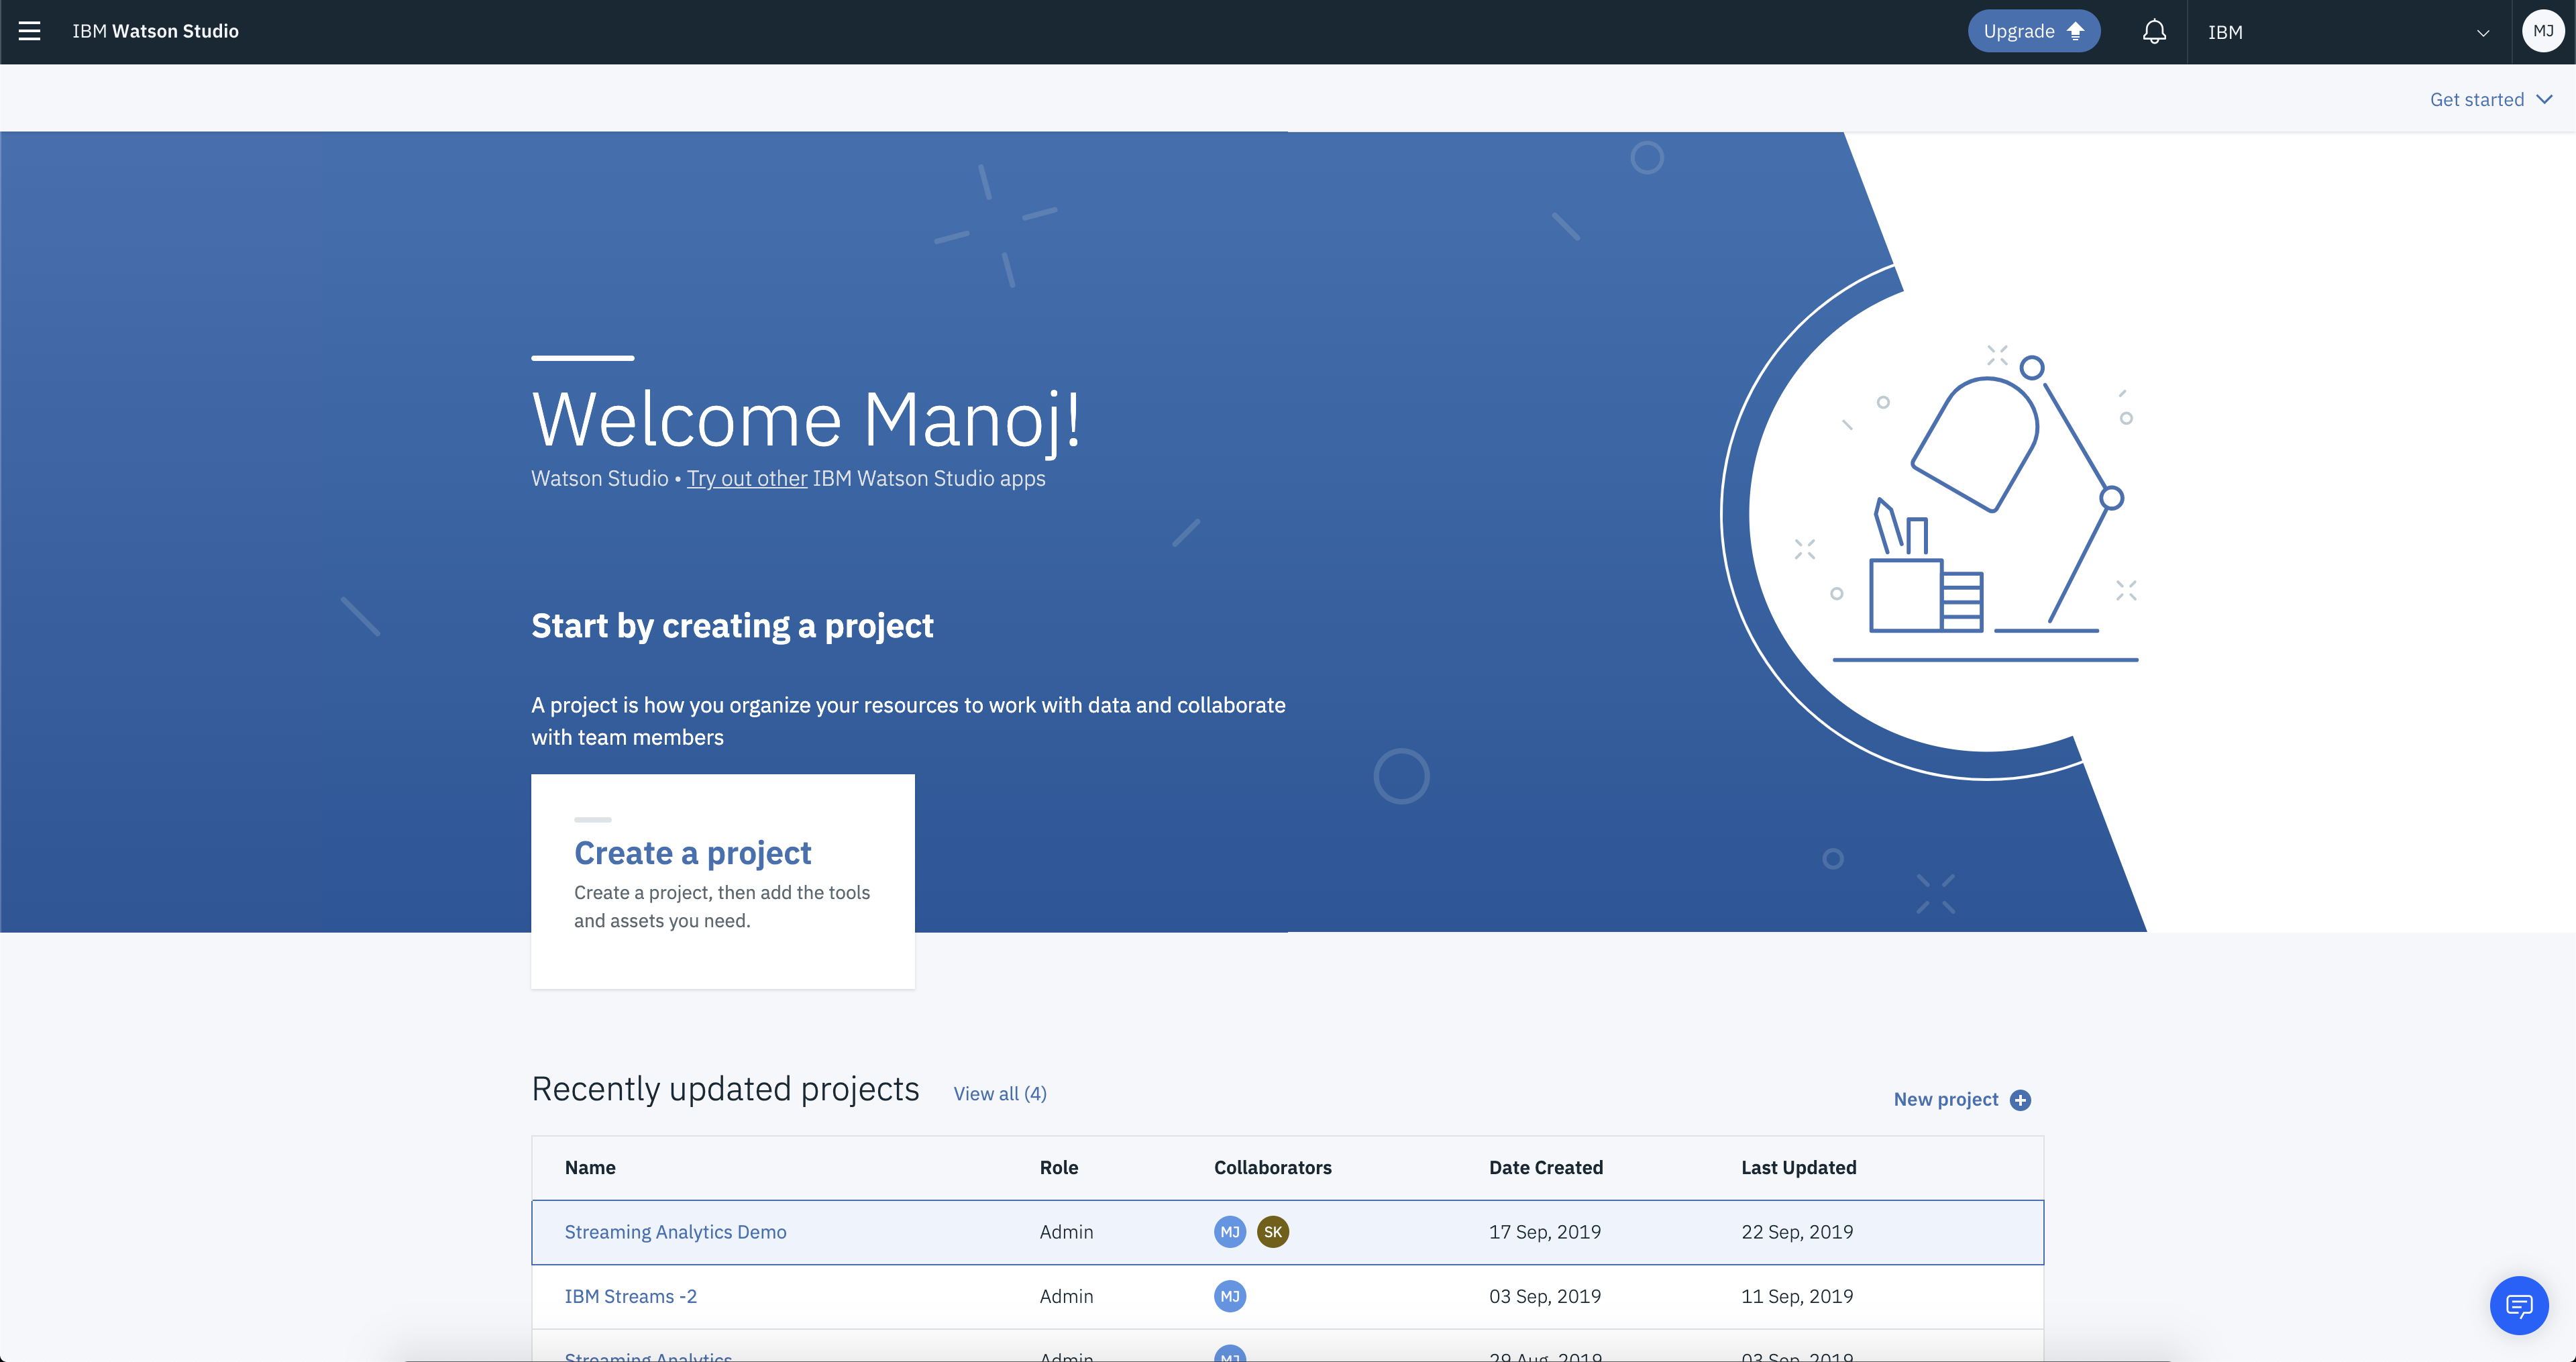 IBM Watson Studio
Upgrade
IBM
MJ
Get started
Welcome Manoj!
Watson Studio • Try out other IBM Watson Studio apps
Start by creating a project
A project is how you organize your resources to work with data and collaborate
with team members
Create a project
Create a project, then add the tools
and assets you need.
Recently updated projects View all (4)
New project
Name Role Collaborators Date Created Last Updated
Streaming Analytics Demo Admin MJ SK 17 Sep, 2019 22 Sep, 2019
IBM Streams -2 Admin MJ 03 Sep, 2019 11 Sep, 2019
Streaming Analytics Admin MJ 29 Aug, 2019 03 Sep, 2019